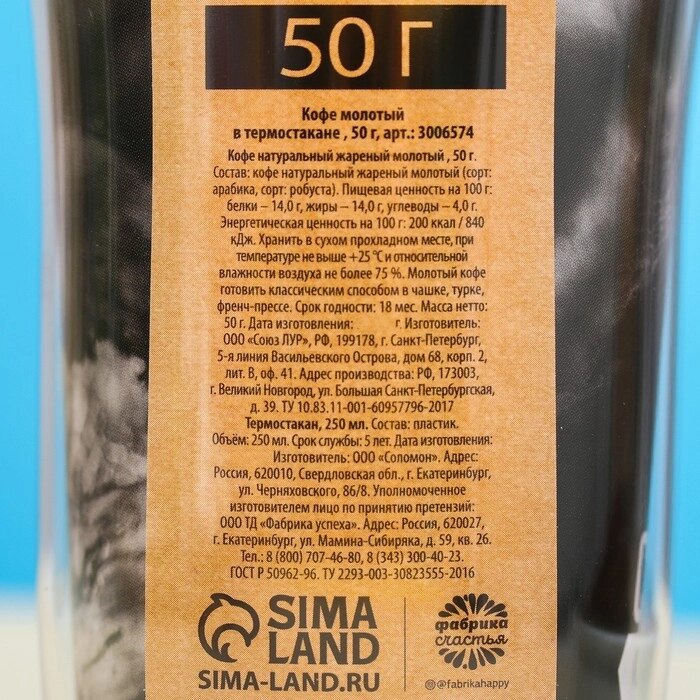 50 Г
Кофе молотый
в термостакане , 50 г, арт.: 3006574
Кофе натуральный жареный молотый , 50 г.
Состав: кофе натуральный жареный молотый (сорт:
арабика, сорт: робуста). Пищевая ценность на 100 г:
белки – 14,0 г, жиры – 14,0 г, углеводы – 4,0 г.
Энергетическая ценность на 100 г: 200 ккал / 840
кДж. Хранить в сухом прохладном месте, при
температуре не выше +25 °С и относительной
влажности воздуха не более 75 %. Молотый кофе
готовить классическим способом в чашке, турке,
френч-прессе. Срок годности: 18 мес. Масса нетто:
50 г. Дата изготовления: г. Изготовитель:
ООО «Союз ЛУР», РФ, 199178, г. Санкт-Петербург,
5-я линия Васильевского Острова, дом 68, корп. 2,
лит. В, оф. 41. Адрес производства: РФ, 173003,
г. Великий Новгород, ул. Большая Санкт-Петербургская,
д. 39. ТУ 10.83.11-001-60957796-2017
Термостакан, 250 мл. Состав: пластик.
Объём: 250 мл. Срок службы: 5 лет. Дата изготовления:
Изготовитель: ООО «Соломон». Адрес:
Россия, 620010, Свердловская обл., г. Екатеринбург,
ул. Черняховского, 86/8. Уполномоченное
изготовителем лицо по принятию претензий:
ООО ТД «Фабрика успеха». Адрес: Россия, 620027,
г. Екатеринбург, ул. Мамина-Сибиряка, д. 59, кв. 26.
Тел.: 8 (800) 707-46-80, 8 (343) 300-40-23.
ГОСТ Р 50962-96. ТУ 2293-003-30823555-2016
SIMA
LAND
SIMA-LAND.RU
фабрика
счастья
@fabrikahappy